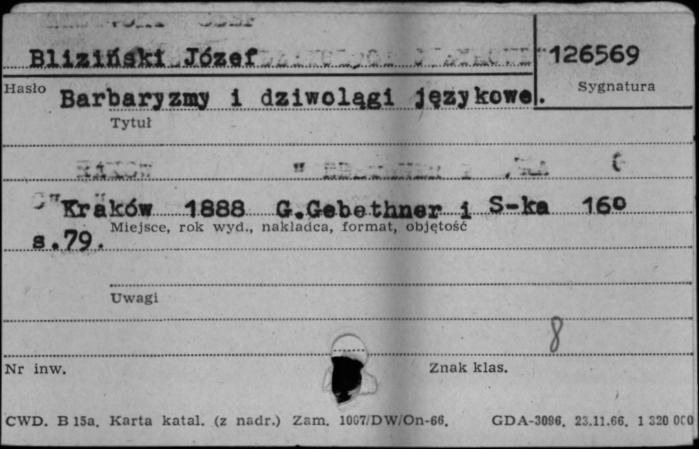 Bliziński Józef 126569
Hasło Sygnatura
Barbaryzmy i dziwolągi językowe.
Tytuł
Kraków 1888 G.Gebethner i S-ka 16o
Miejsce, rok wyd., nakładca, format, objętość
s.79.
Uwagi
8
Nr inw. Znak klas.
CWD. B 15a. Karta katal. (z nadr.) Zam. 1007/DW/On-66. GDA-3096. 23.11.66. 1 320 000